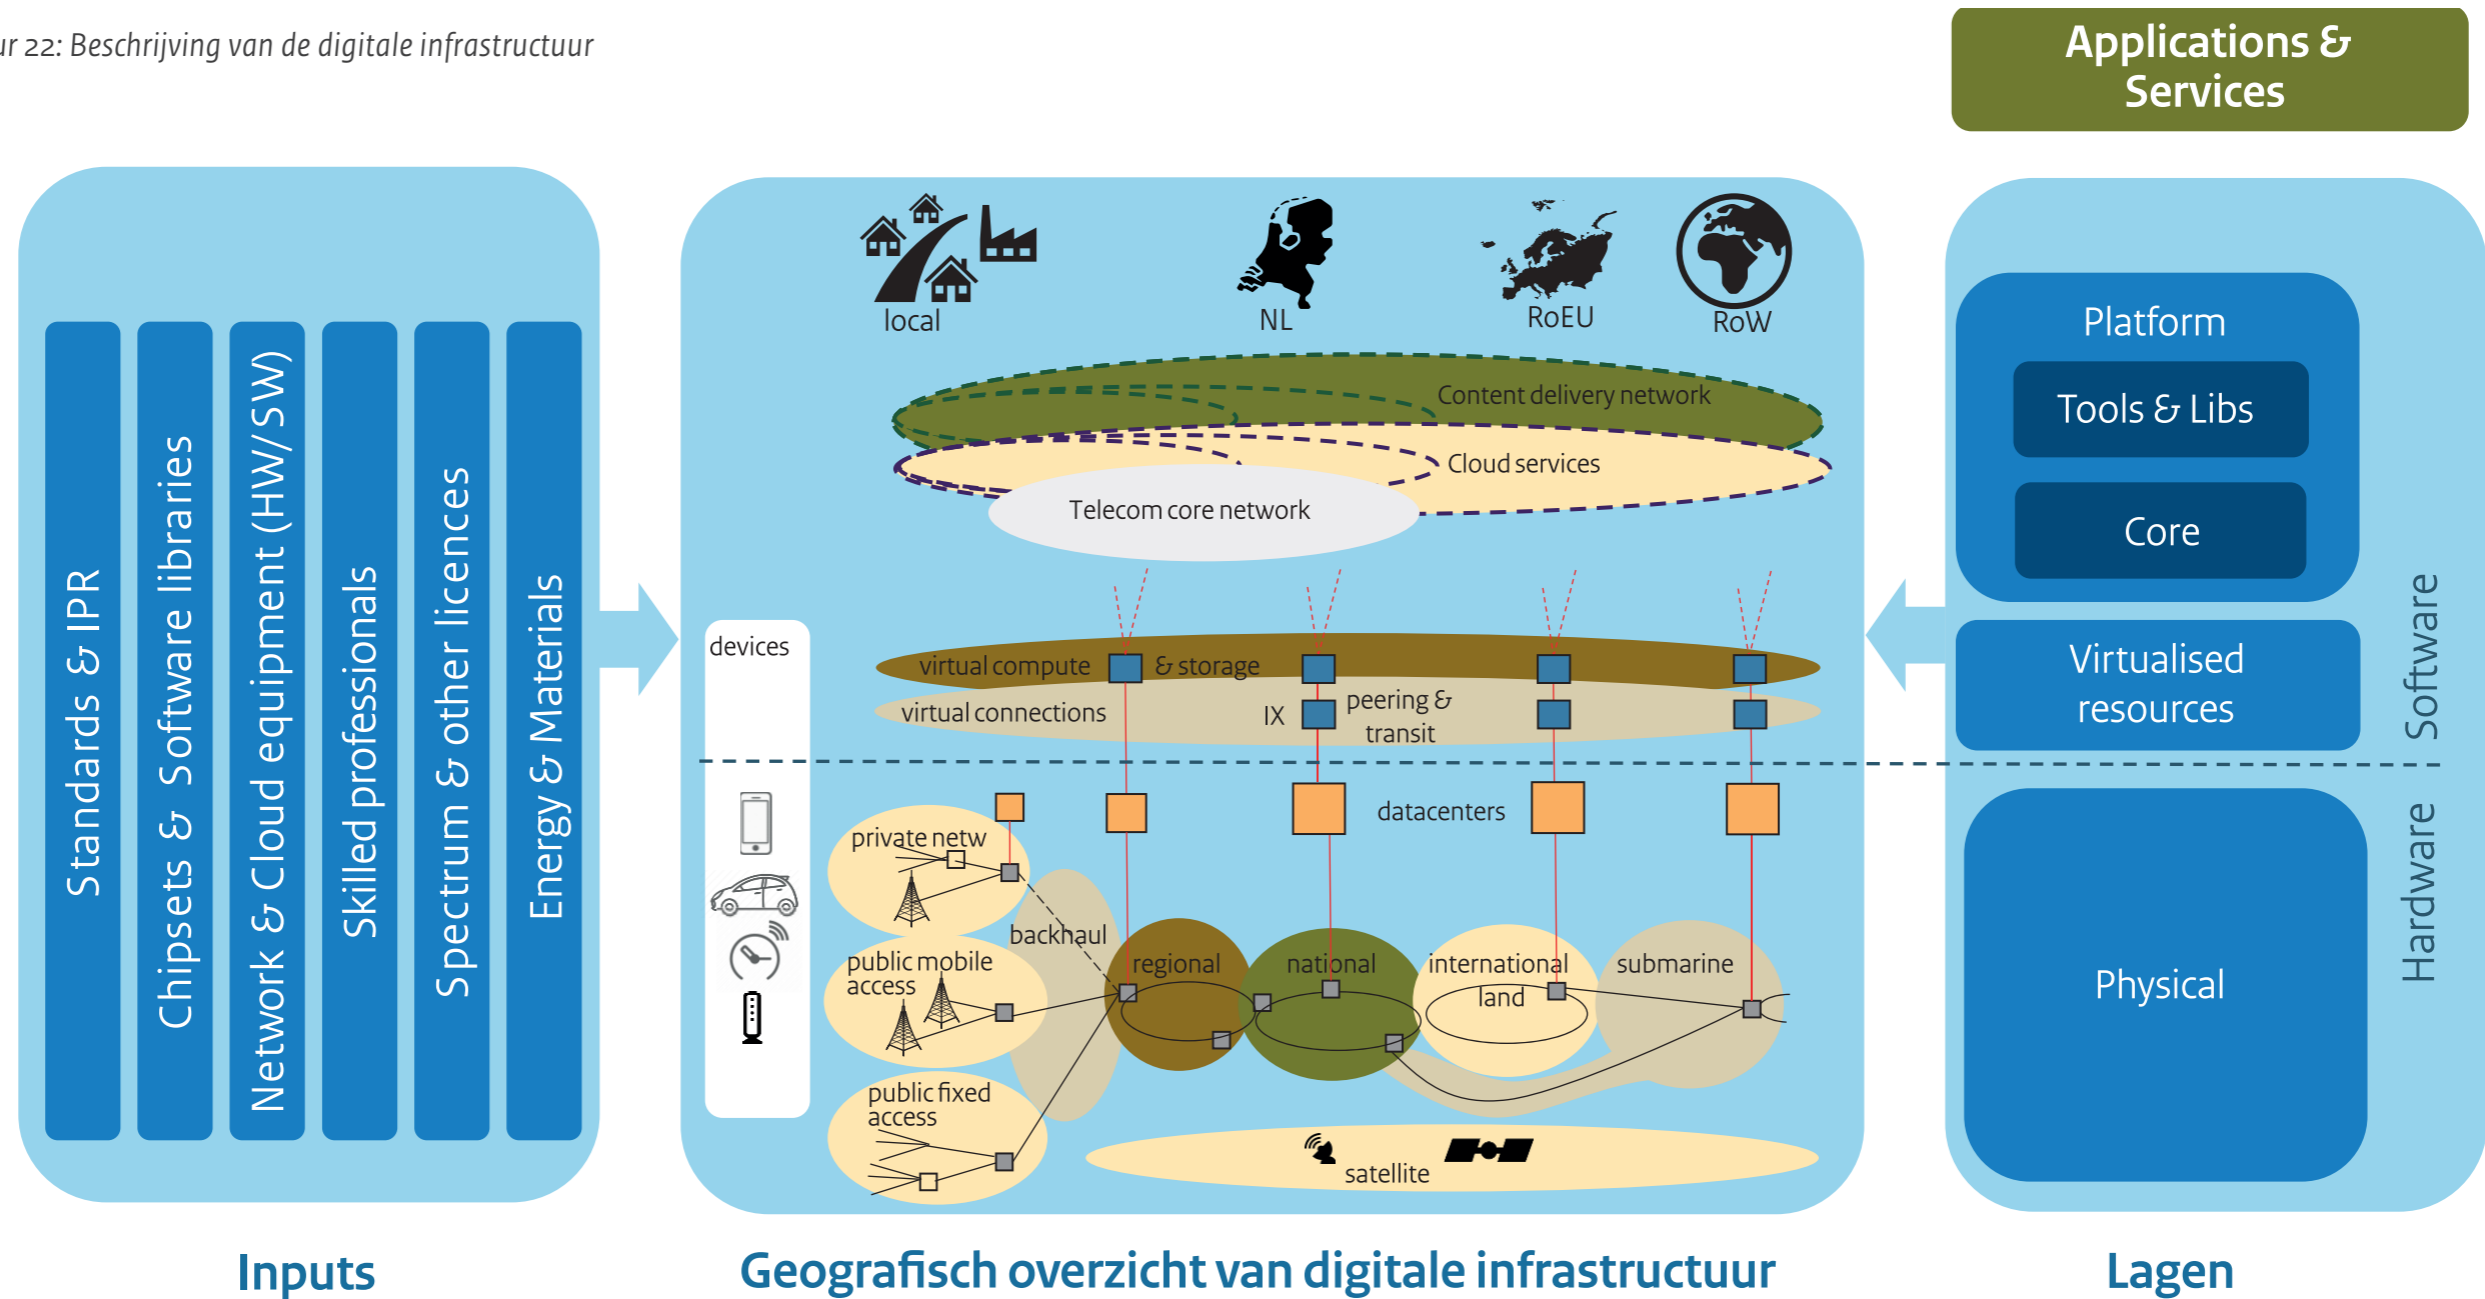 ur 22: Beschrijving van de digitale infrastructuur
Applications &
Services
Standards & IPR
Chipsets & Software libraries
Network & Cloud equipment (HW/SW)
Skilled professionals
Spectrum & other licences
Energy & Materials
Inputs
local
NL
RoEU
RoW
Content delivery network
Cloud services
Telecom core network
devices
virtual compute & storage
virtual connections
IX
peering &
transit
datacenters
private netw
backhaul
public mobile
access
regional
national
international
land
submarine
public fixed
access
satellite
Geografisch overzicht van digitale infrastructuur
Platform
Tools & Libs
Core
Virtualised
resources
Software
Physical
Hardware
Lagen